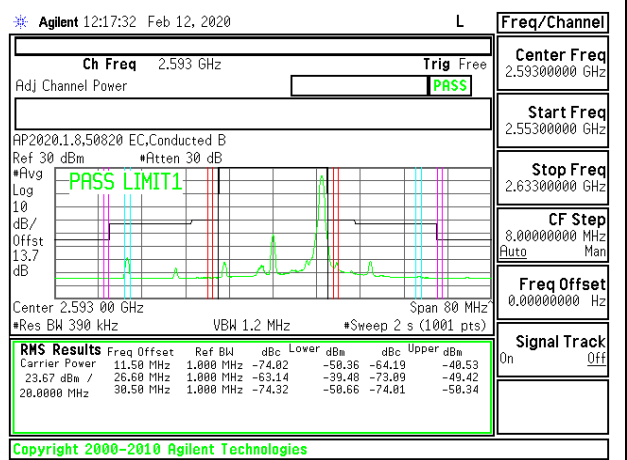 Agilent 12:17:32 Feb 12, 2020 L
Freq/Channel
Ch Freq 2.593 GHz Trig Free
Adj Channel Power PASS
Center Freq
2.59300000 GHz
Start Freq
2.55300000 GHz
AP2020.1.8,50820 EC,Conducted B
Ref 30 dBm #Atten 30 dB
#Avg
Log
10
dB/
Offst
13.7
dB
PASS LIMIT1
Stop Freq
2.63300000 GHz
CF Step
8.00000000 MHz
Auto Man
Freq Offset
0.00000000 Hz
Center 2.593 00 GHz Span 80 MHz^
#Res BW 390 kHz VBW 1.2 MHz #Sweep 2 s (1001 pts)
Signal Track
On Off
RMS Results Freq Offset Ref BW dBc Lower dBm dBc Upper dBm
Carrier Power 11.50 MHz 1.000 MHz -74.02 -50.36 -64.19 -40.53
23.67 dBm / 26.60 MHz 1.000 MHz -63.14 -39.48 -73.09 -49.42
20.0000 MHz 30.50 MHz 1.000 MHz -74.32 -50.66 -74.01 -50.34
Copyright 2000-2010 Agilent Technologies